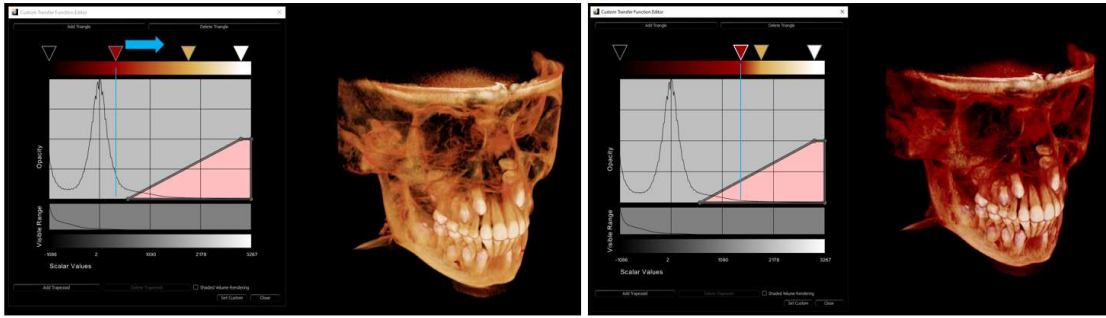 Custom Transfer Function Editor
Add Triangle Delete Triangle
Opacity
Visible Range
-1086 2 1090 2178 3267
Scalar Values
Add Trapezoid Delete Trapezoid Shaded Volume Rendering
Set Custom Close
Custom Transfer Function Editor
Add Triangle Delete Triangle
Opacity
Visible Range
-1086 2 1090 2178 3267
Scalar Values
Add Trapezoid Delete Trapezoid Shaded Volume Rendering
Set Custom Close